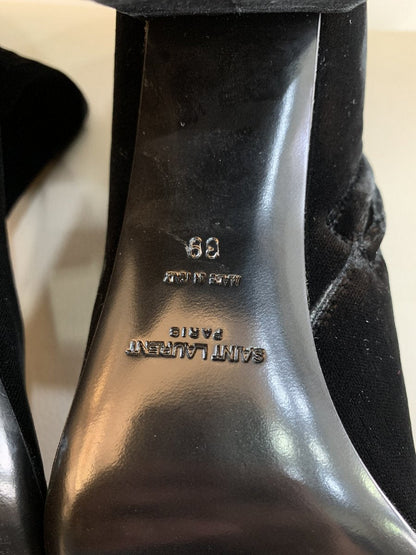 39
MADE IN ITALY
SAINT LAURENT
PARIS